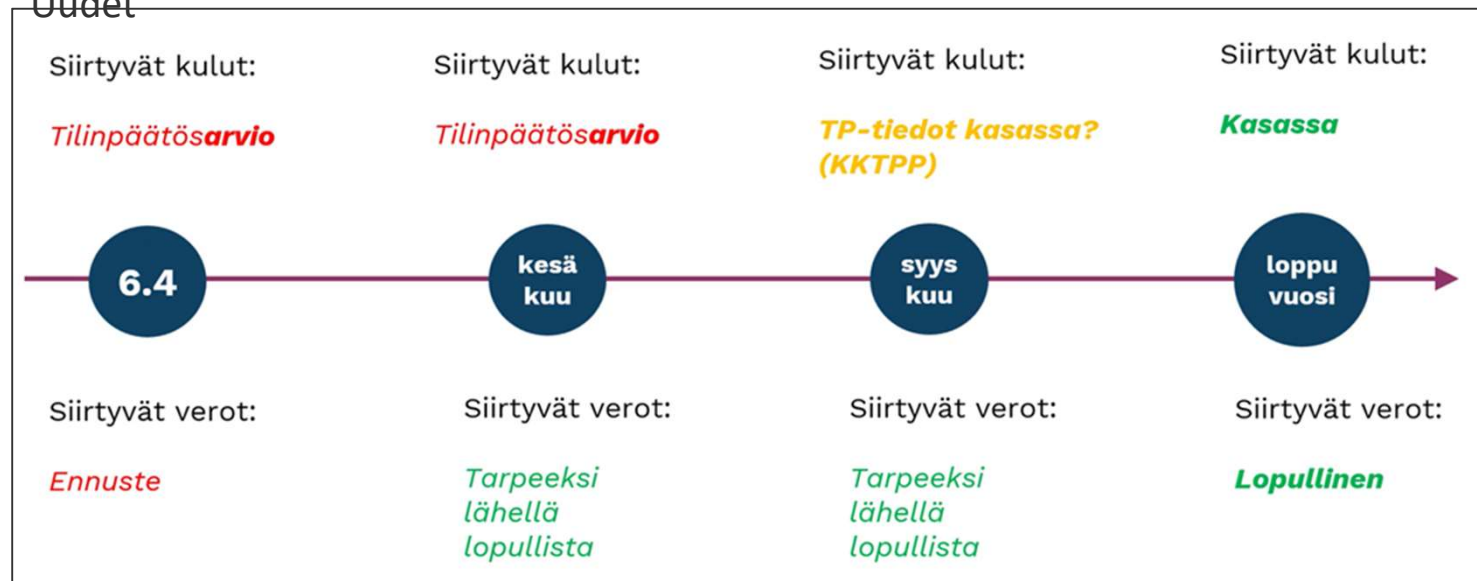 Uudet
Siirtyvät kulut:
Tilinpäätösarvio
Siirtyvät kulut:
Tilinpäätösarvio
Siirtyvät kulut:
TP-tiedot kasassa?
(KKTPP)
Siirtyvät kulut:
Kasassa
6.4
kesä
kuu
syys
kuu
loppu
vuosi
Siirtyvät verot:
Ennuste
Siirtyvät verot:
Tarpeeksi
lähellä
lopullista
Siirtyvät verot:
Tarpeeksi
lähellä
lopullista
Siirtyvät verot:
Lopullinen